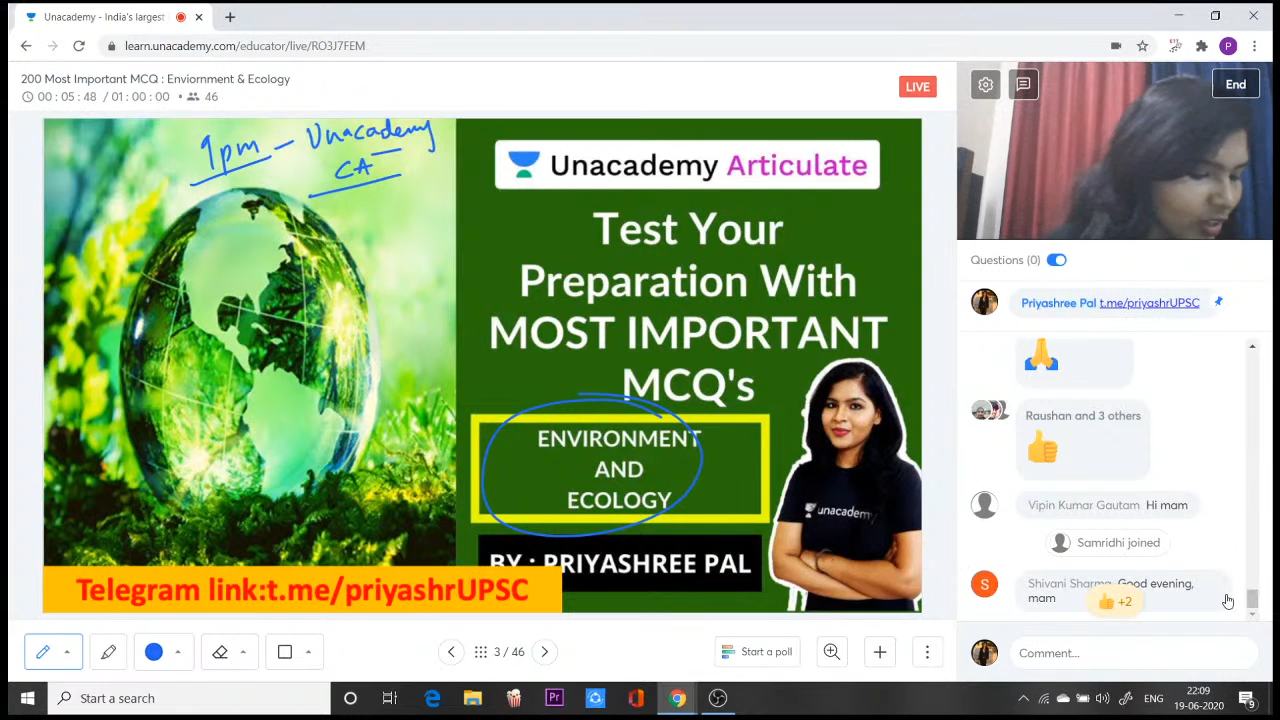 Unacademy - India's largest
learn.unacademy.com/educator/live/RO3J7FEM
200 Most Important MCQ : Enviornment & Ecology
00 : 05 : 48 / 01 : 00 : 00 • 46
LIVE
End
9pm - Unacademy
CA
Unacademy Articulate
Test Your
Preparation With
MOST IMPORTANT
MCQ's
ENVIRONMENT
AND
ECOLOGY
unacademy
BY : PRIYASHREE PAL
Telegram link:t.me/priyashrUPSC
Questions (0)
Priyashree Pal t.me/priyashrUPSC
Raushan and 3 others
Vipin Kumar Gautam Hi mam
Samridhi joined
S
Shivani Sharma Good evening,
mam
+2
3 / 46
Start a poll
Comment...
Start a search
Pr
ENG
22:09
19-06-2020
9
P